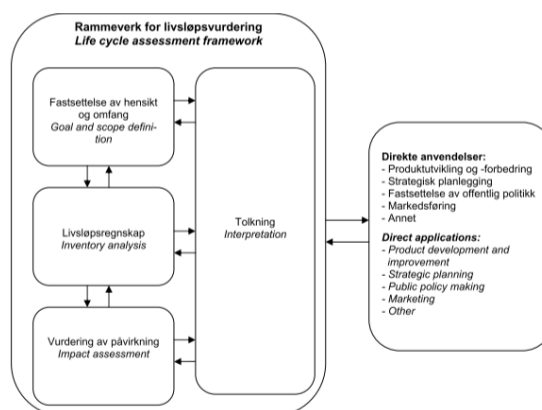 Rammeverk for livsløpsvurdering
Life cycle assessment framework
Fastsettelse av hensikt
og omfang
Goal and scope defini-
tion
Livsløpsregnskap
Inventory analysis
Vurdering av påvirkning
Impact assessment
Tolkning
Interpretation
Direkte anvendelser:
- Produktutvikling og -forbedring
- Strategisk planlegging
- Fastsettelse av offentlig politikk
- Markedsføring
- Annet
Direct applications:
- Product development and
improvement
- Strategic planning
- Public policy making
- Marketing
- Other